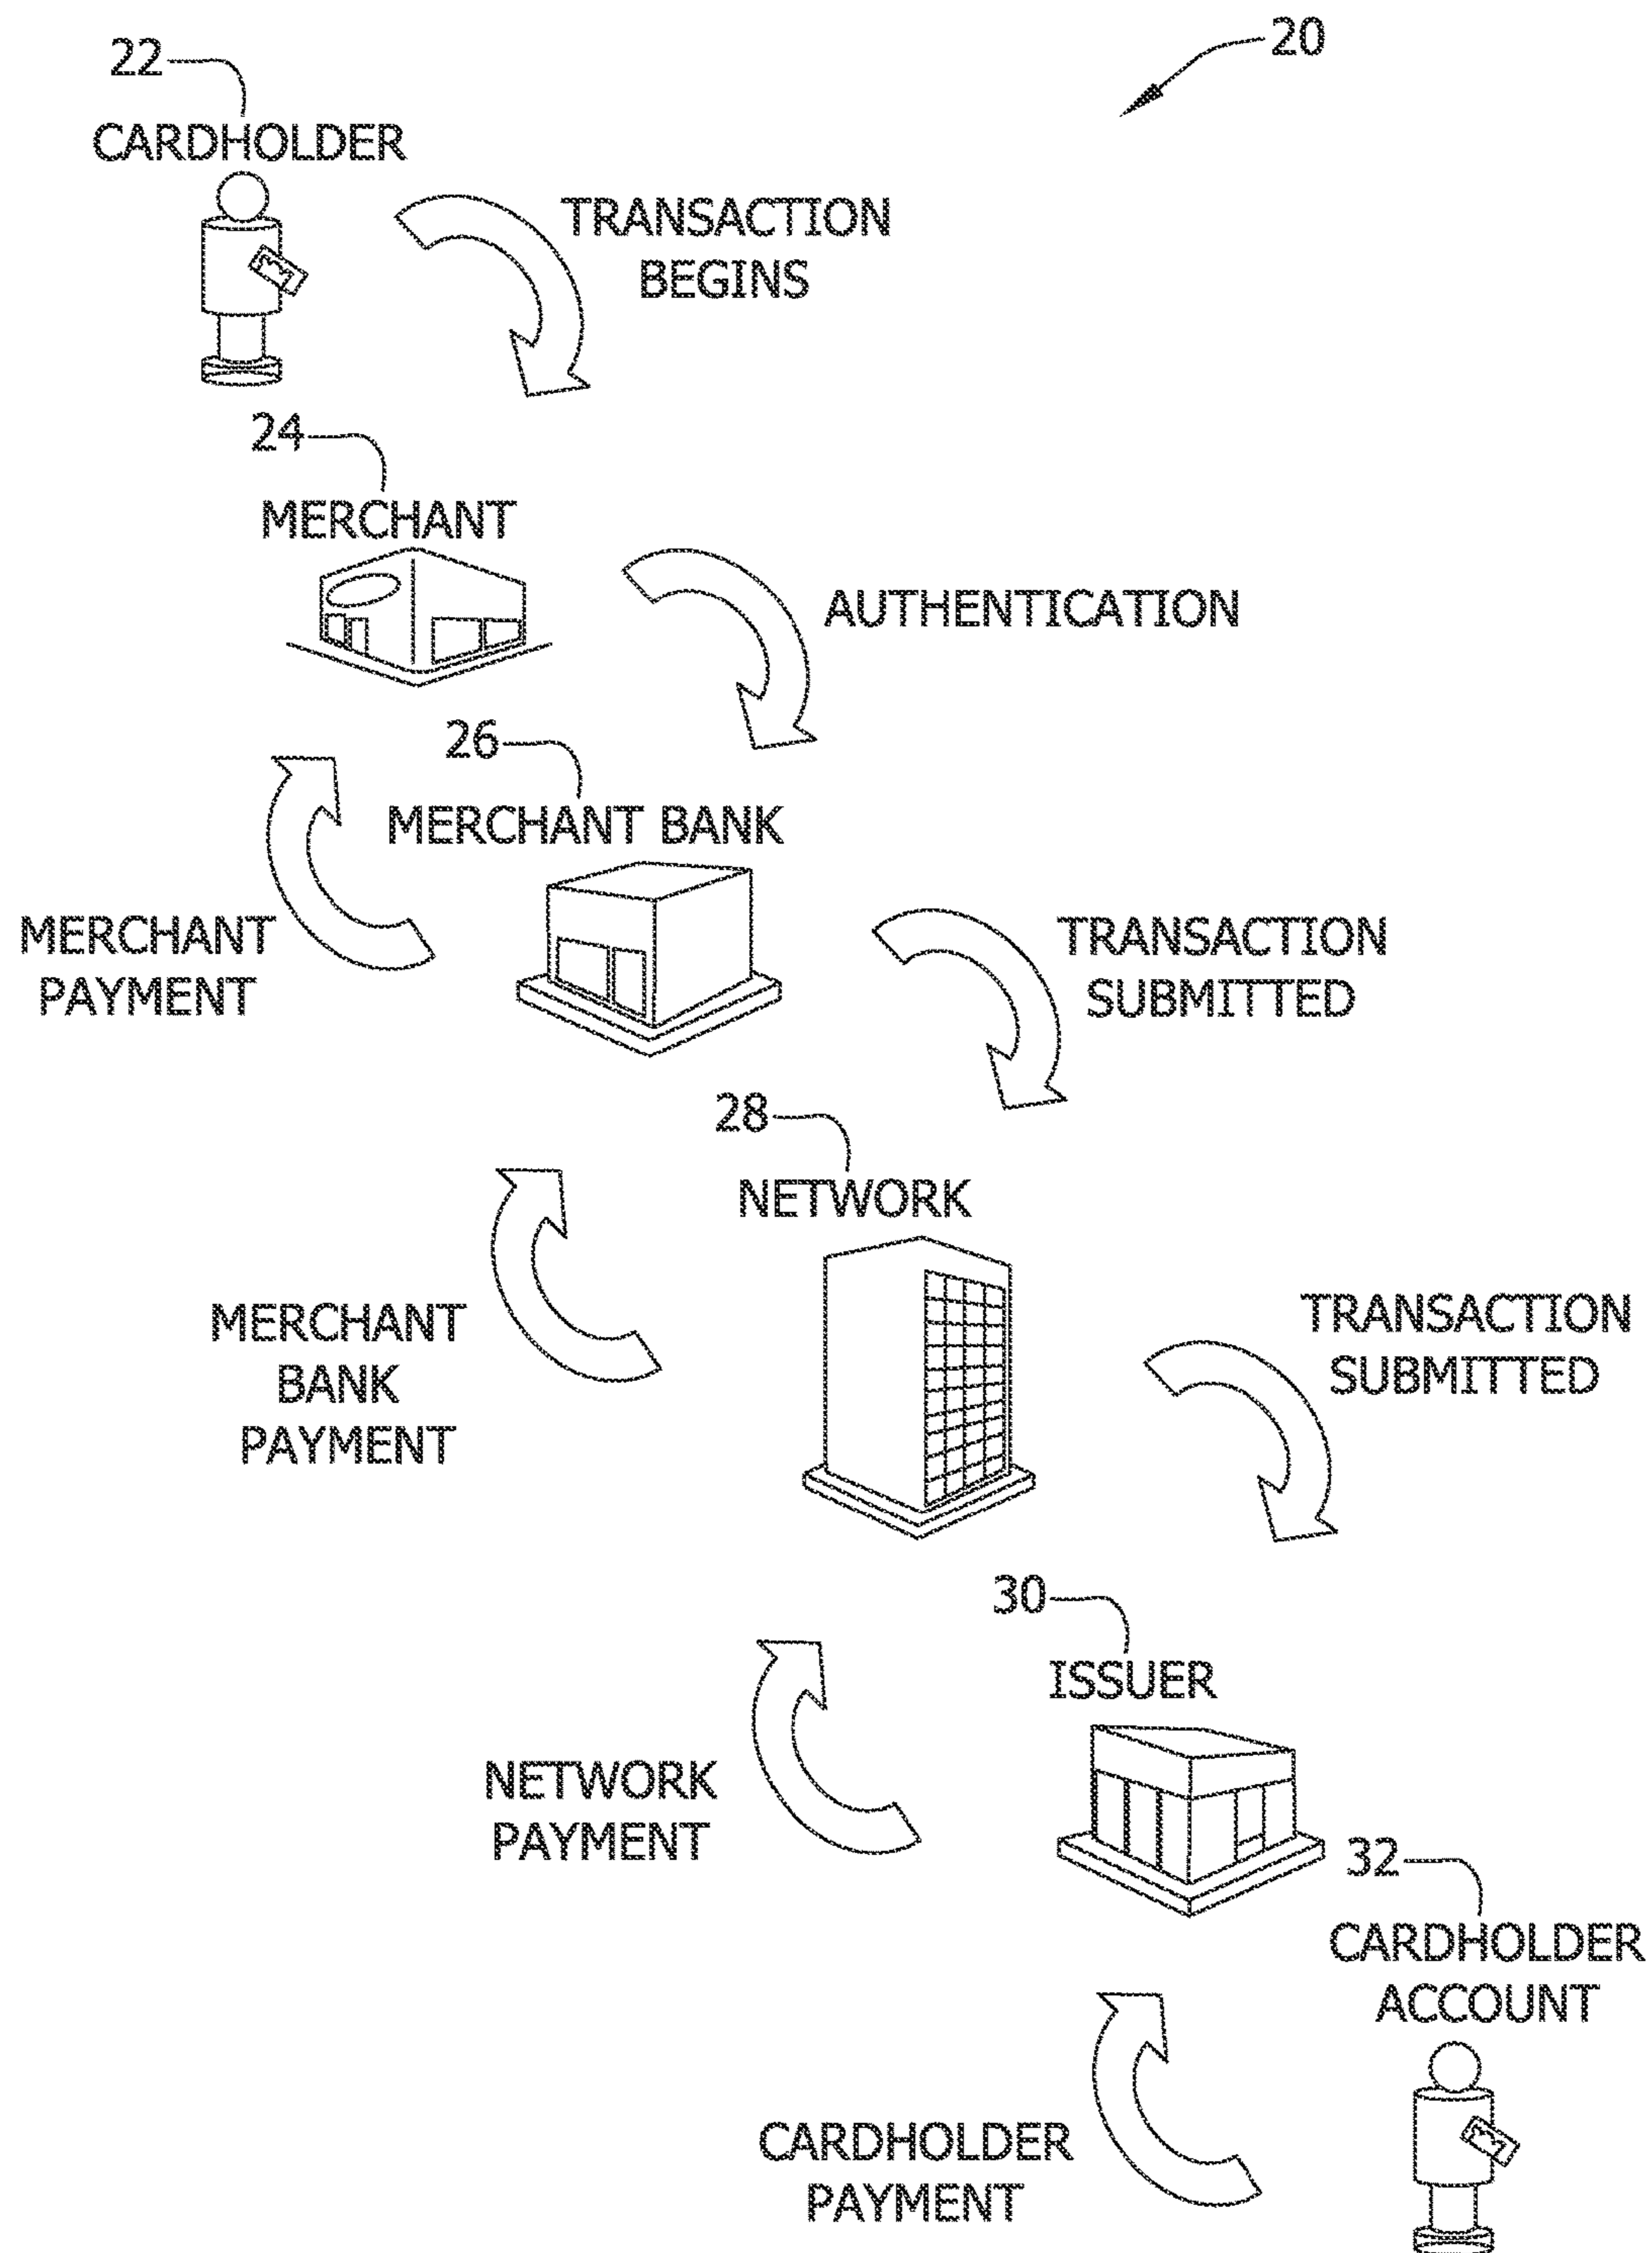 20
22
CARDHOLDER
TRANSACTION
BEGINS
24
MERCHANT
AUTHENTICATION
26
MERCHANT BANK
MERCHANT
PAYMENT
TRANSACTION
SUBMITTED
28
NETWORK
MERCHANT
BANK
PAYMENT
TRANSACTION
SUBMITTED
30
ISSUER
NETWORK
PAYMENT
32
CARDHOLDER
ACCOUNT
CARDHOLDER
PAYMENT